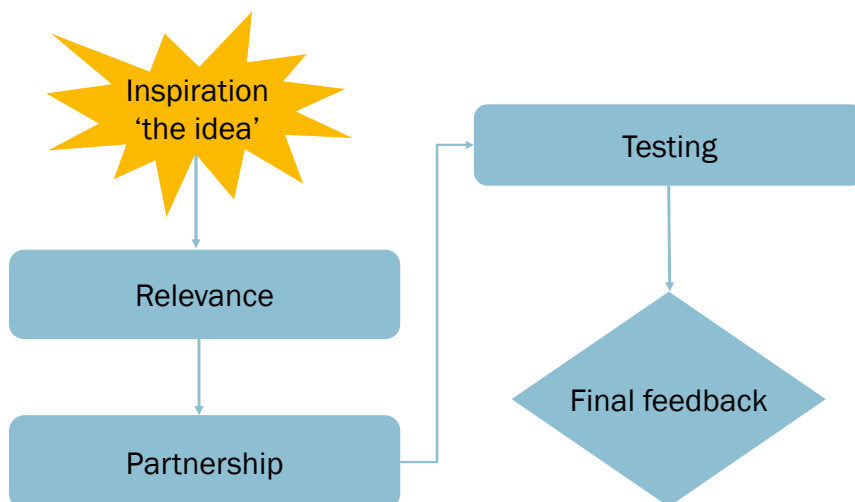 Inspiration
‘the idea’
Relevance
Partnership
Testing
Final feedback